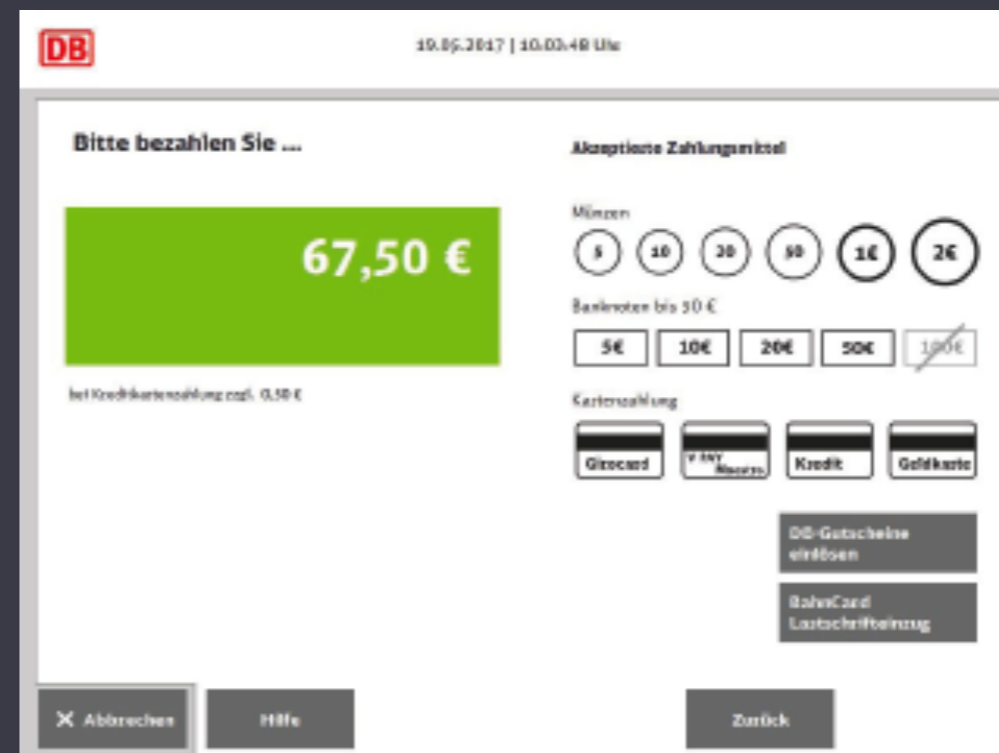 DB
19.05.2017 | 10:03:48 Uhr
Bitte bezahlen Sie ...
67,50 €
bei Kreditkartenzahlung zzgl. 0,50 €
Akzeptierte Zahlungsmittel
Münzen
5 10 20 50 1€ 2€
Banknoten bis 50 €
5€ 10€ 20€ 50€ 100€
Kartenzahlung
Girocard V PAY Maestro Kredit Geldkarte
DB-Gutscheine
einlösen
BahnCard
Lastschrifteinzug
Abbrechen Hilfe Zurück